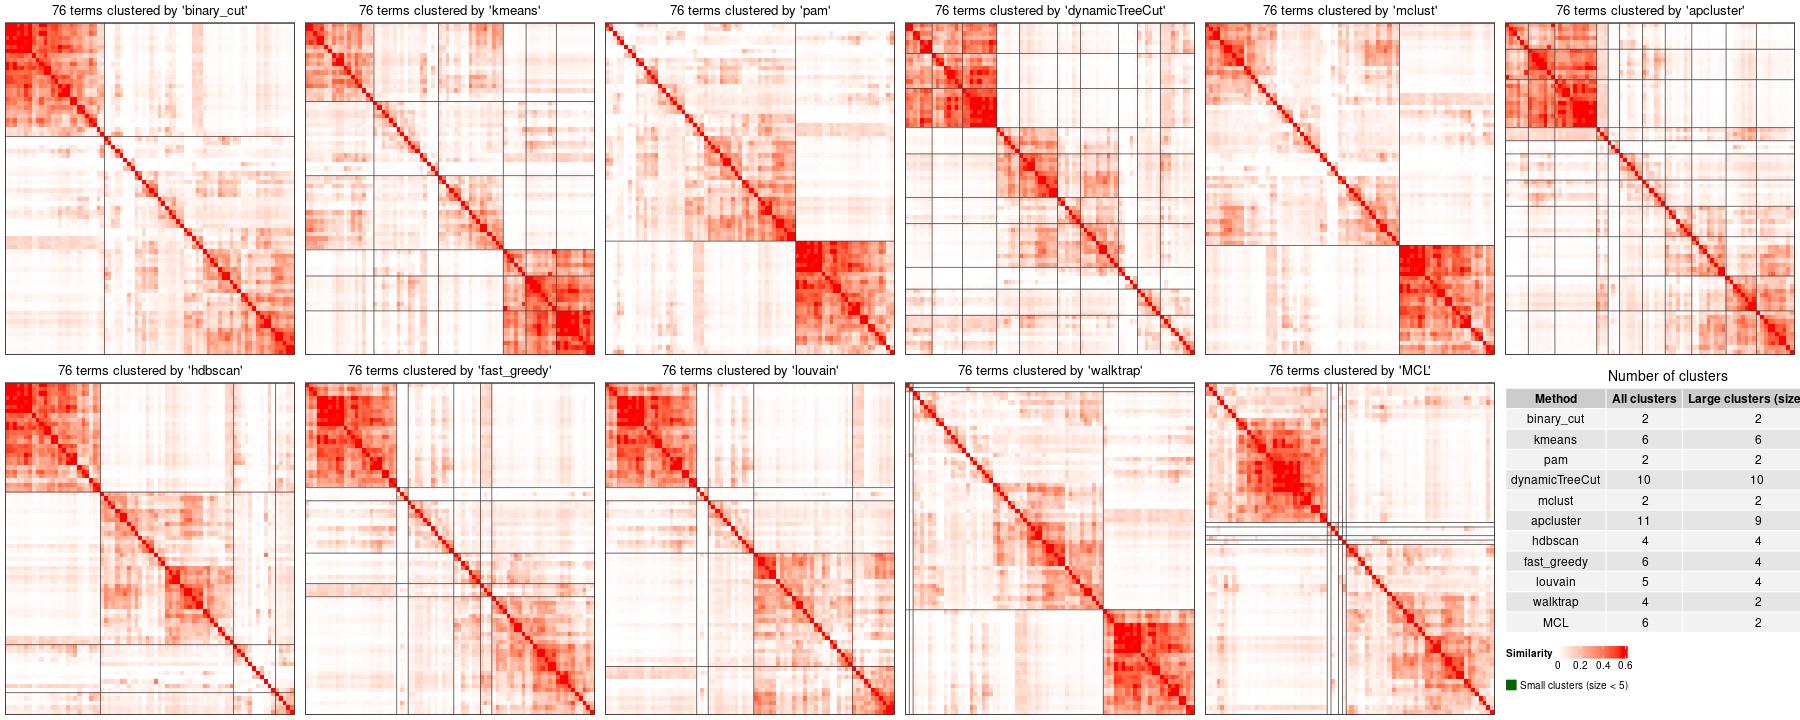 76 terms clustered by 'binary_cut'
76 terms clustered by 'kmeans'
76 terms clustered by 'pam'
76 terms clustered by 'dynamicTreeCut'
76 terms clustered by 'mclust'
76 terms clustered by 'apcluster'
76 terms clustered by 'hdbscan'
76 terms clustered by 'fast_greedy'
76 terms clustered by 'louvain'
76 terms clustered by 'walktrap'
76 terms clustered by 'MCL'
Number of clusters
Method All clusters Large clusters (size
binary_cut 2 2
kmeans 6 6
pam 2 2
dynamicTreeCut 10 10
mclust 2 2
apcluster 11 9
hdbscan 4 4
fast_greedy 6 4
louvain 5 4
walktrap 4 2
MCL 6 2
Similarity
0 0.2 0.4 0.6
Small clusters (size < 5)